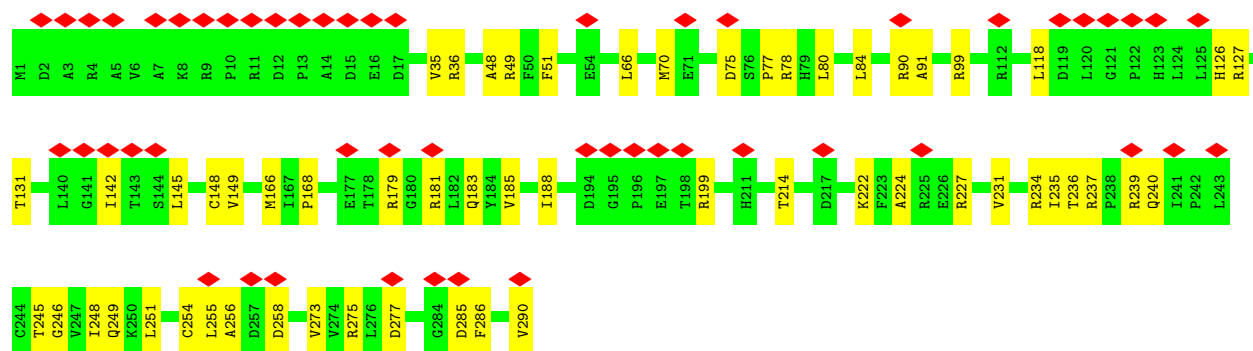 M1 D2 A3 R4 A5 V6 A7 K8 R9 P10 R11 D12 P13 A14 D15 E16 D17 V35 R36 A48 R49 F50 F51 E54 L66 M70 E71 D75 S76 P77 R78 H79 L80 L84 R90 A91 R99 R112 L118 D119 L120 G121 P122 H123 L124 L125 H126 R127
T131 L140 G141 I142 T143 S144 L145 C148 V149 M166 I167 P168 E177 T178 R179 G180 R181 L182 Q183 Y184 V185 I188 D194 G195 P196 E197 T198 R199 H211 T214 D217 K222 F223 A224 R225 E226 R227 V231 R234 I235 T236 R237 P238 R239 Q240 I241 P242 L243
C244 T245 G246 V247 I248 Q249 K250 L251 C254 L255 A256 D257 D258 V273 V274 R275 L276 D277 G284 D285 F286 V290